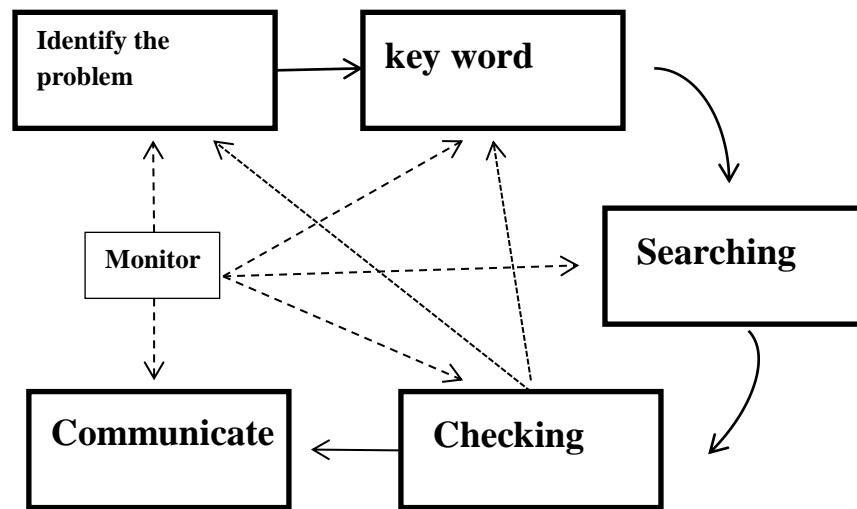 Identify the
problem
key word
Searching
Monitor
Communicate
Checking